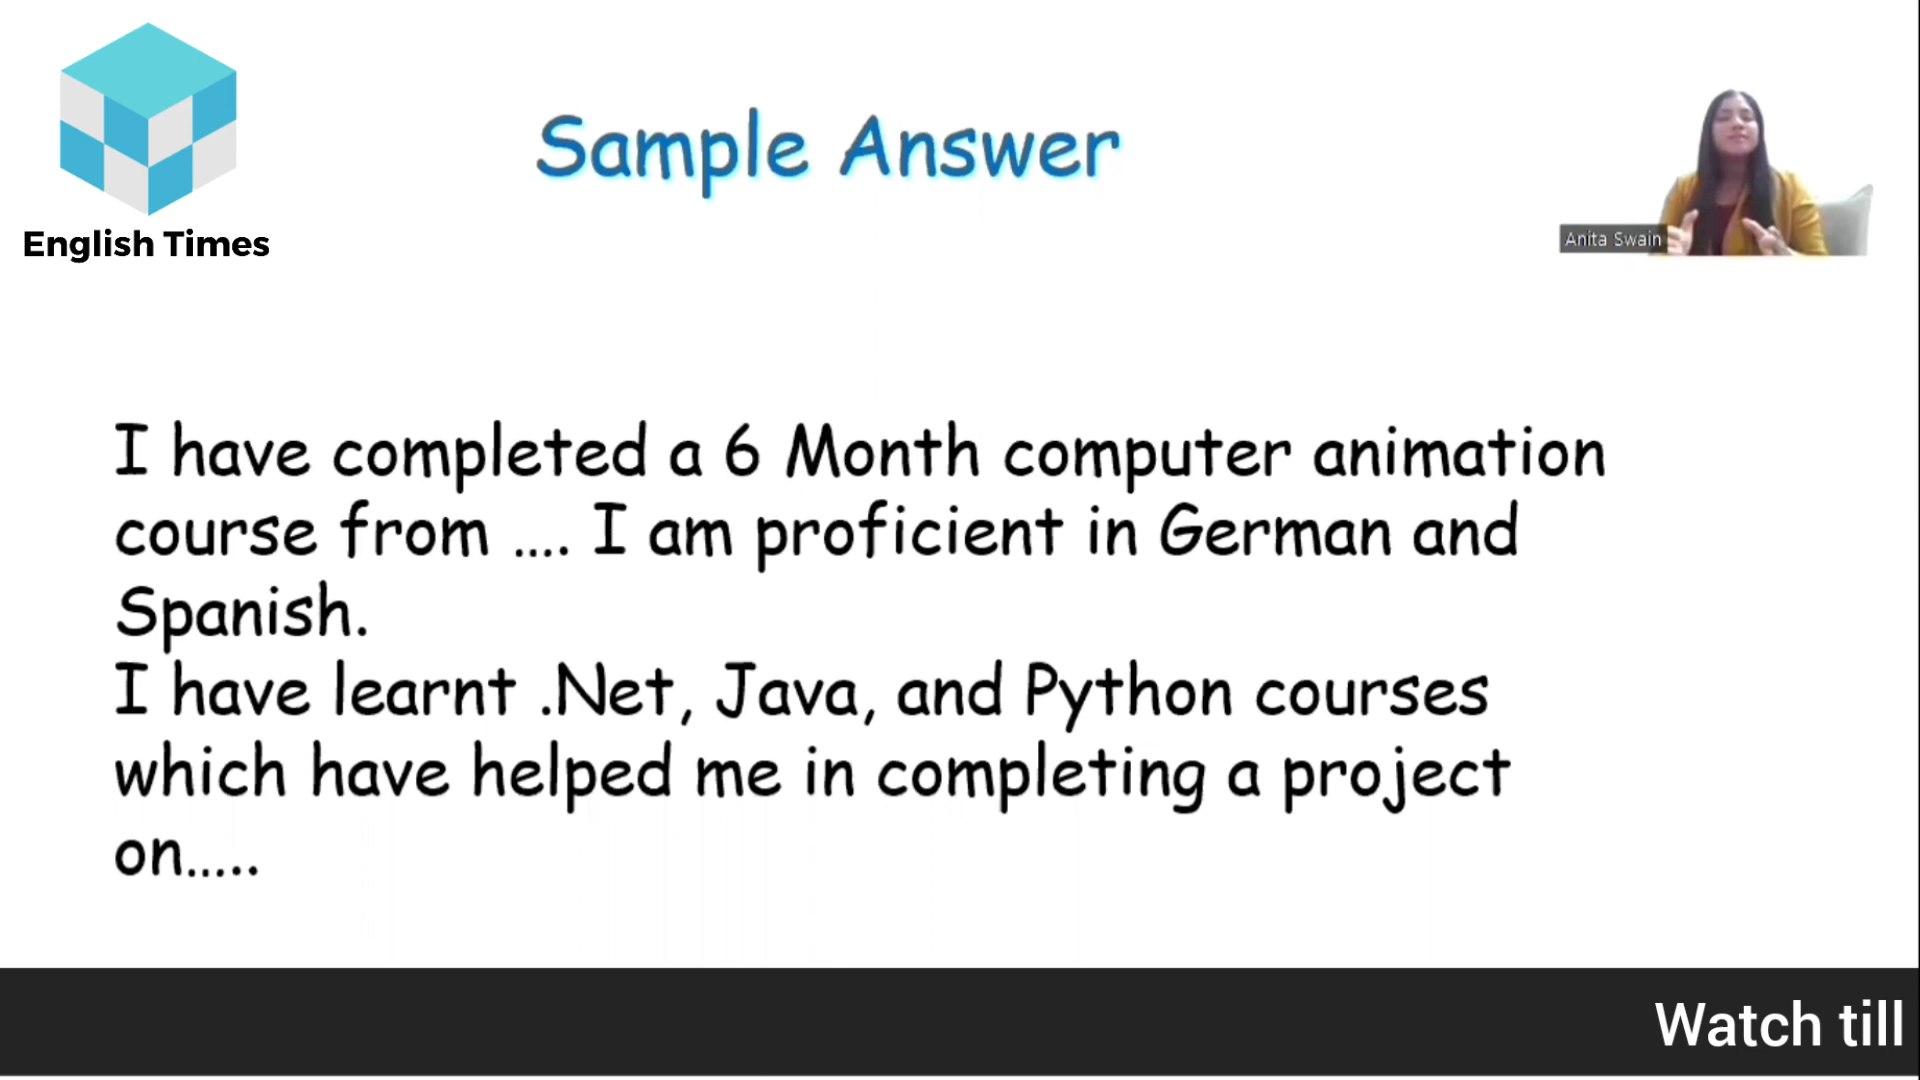 English Times
Sample Answer
Anita Swain
I have completed a 6 Month computer animation
course from .... I am proficient in German and
Spanish.
I have learnt .Net, Java, and Python courses
which have helped me in completing a project
on.....
Watch till